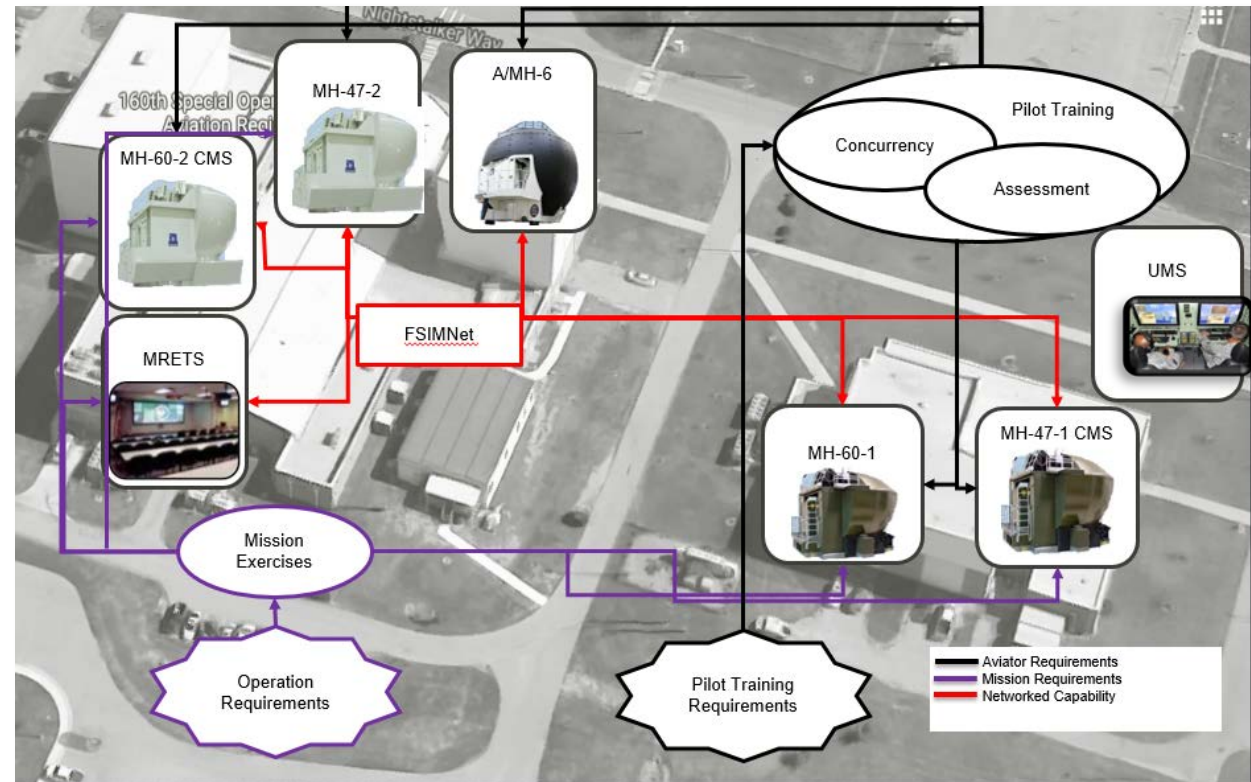 Nightstalker Way
160th Special Oper
Aviation Regi
MH-47-2
A/MH-6
MH-60-2 CMS
Pilot Training
Concurrency
Assessment
UMS
FSIMNet
MRETS
MH-60-1
MH-47-1 CMS
Mission
Exercises
Operation
Requirements
Pilot Training
Requirements
Aviator Requirements
Mission Requirements
Networked Capability